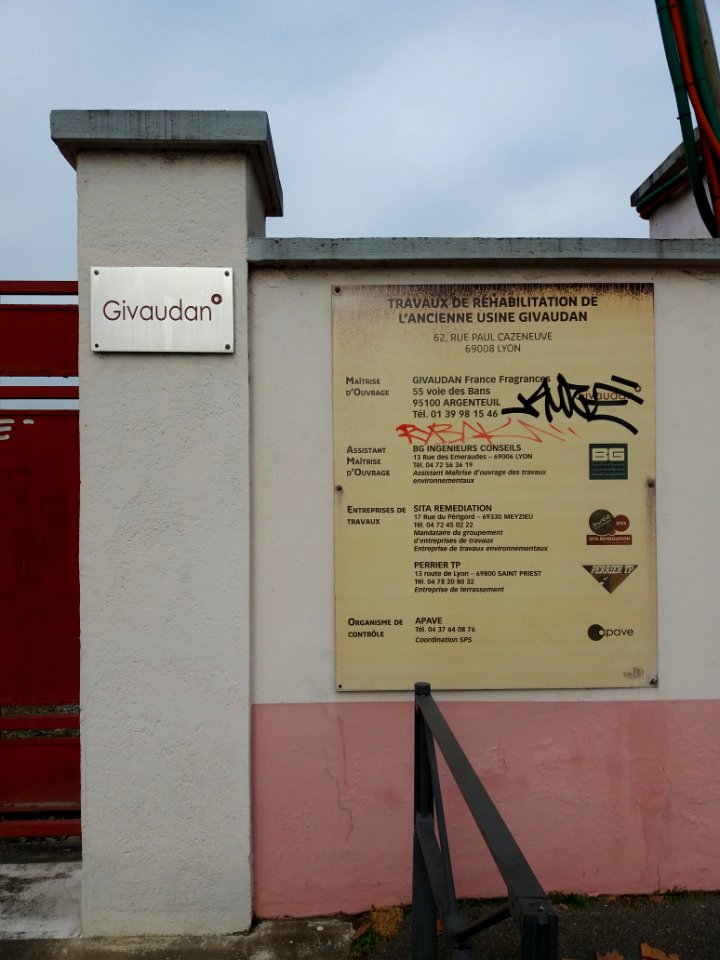 Givaudan
TRAVAUX DE RÉHABILITATION DE
L'ANCIENNE USINE GIVAUDAN
62, RUE PAUL CAZENEUVE
69008 LYON
MAÎTRISE
D'OUVRAGE
GIVAUDAN France Fragrances
55 voie des Bans
95100 ARGENTEUIL
Tél. 01 39 98 15 46
Givaudan
ASSISTANT
MAÎTRISE
D'OUVRAGE
BG INGENIEURS CONSEILS
13 Rue des Emeraudes – 69006 LYON
Tél. 04 72 56 36 19
Assistant Maîtrise d'ouvrage des travaux
environnementaux
BG
ENTREPRISES DE
TRAVAUX
SITA REMEDIATION
17 Rue du Périgord – 69330 MEYZIEU
Tél. 04 72 45 02 22
Mandataire du groupement
d'entreprises de travaux
Entreprise de travaux environnementaux
SITA REMEDIATION
PERRIER TP
13 route de Lyon – 69800 SAINT PRIEST
Tél. 04 78 20 80 32
Entreprise de terrassement
PERRIER TP
ORGANISME DE
CONTRÔLE
APAVE
Tél. 04 37 64 08 76
Coordination SPS
apave